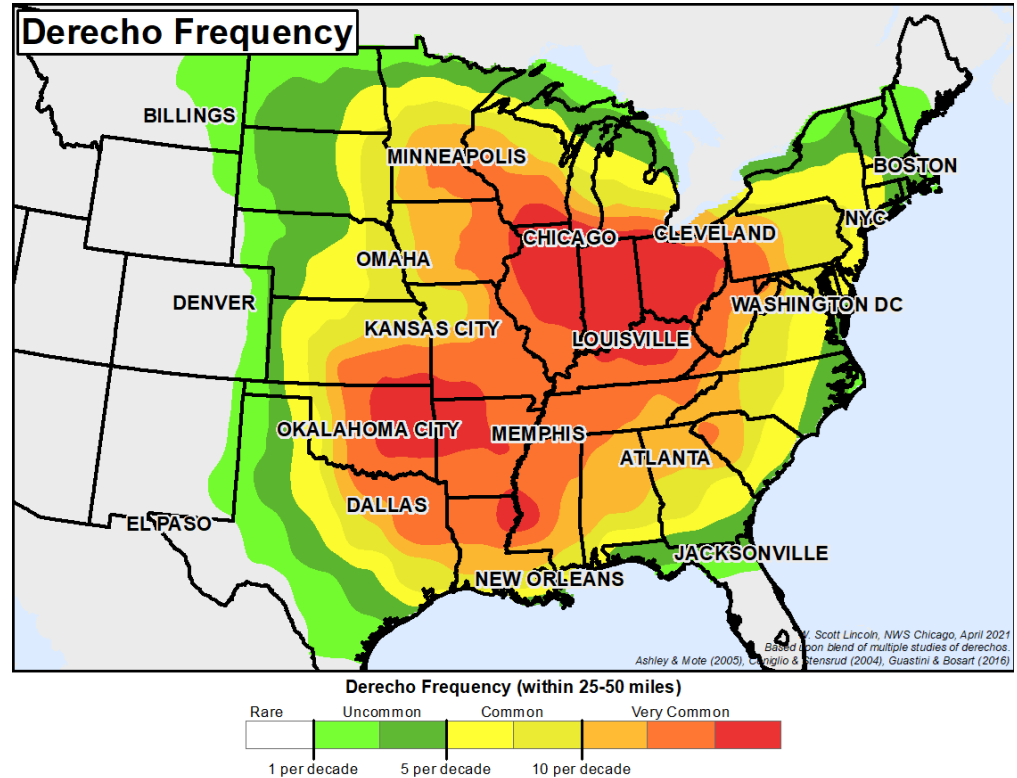 Derecho Frequency
BILLINGS
MINNEAPOLIS
BOSTON
NYC
CHICAGO
CLEVELAND
OMAHA
DENVER
WASHINGTON DC
KANSAS CITY
LOUISVILLE
OKALAHOMA CITY
MEMPHIS
ATLANTA
DALLAS
EL PASO
JACKSONVILLE
NEW ORLEANS
W. Scott Lincoln, NWS Chicago, April 2021
Based upon blend of multiple studies of derechos.
Ashley & Mote (2005), Coniglio & Stensrud (2004), Guastini & Bosart (2016)
Derecho Frequency (within 25-50 miles)
Rare Uncommon Common Very Common
1 per decade 5 per decade 10 per decade